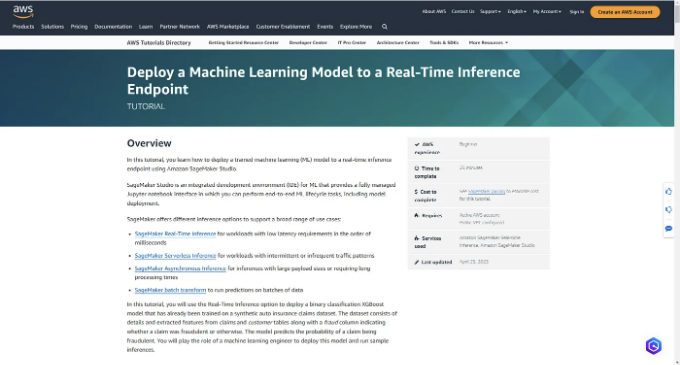 aws
About AWS Contact Us Support English My Account Sign In Create an AWS Account
Products Solutions Pricing Documentation Learn Partner Network AWS Marketplace Customer Enablement Events Explore More
AWS Tutorials Directory Getting Started Resource Center Developer Center IT Pro Center Architecture Center Tools & SDKs More Resources
Deploy a Machine Learning Model to a Real-Time Inference
Endpoint
TUTORIAL
Overview
In this tutorial, you learn how to deploy a trained machine learning (ML) model to a real-time inference
endpoint using Amazon SageMaker Studio.
SageMaker Studio is an integrated development environment (IDE) for ML that provides a fully managed
Jupyter notebook interface in which you can perform end-to-end ML lifecycle tasks, including model
deployment.
SageMaker offers different inference options to support a broad range of use cases:
SageMaker Real-Time Inference for workloads with low latency requirements in the order of
milliseconds
SageMaker Serverless Inference for workloads with intermittent or infrequent traffic patterns
SageMaker Asynchronous Inference for inferences with large payload sizes or requiring long
processing times
SageMaker batch transform to run predictions on batches of data
In this tutorial, you will use the Real-Time Inference option to deploy a binary classification XGBoost
model that has already been trained on a synthetic auto insurance claims dataset. The dataset consists of
details and extracted features from claims and customer tables along with a fraud column indicating
whether a claim was fraudulent or otherwise. The model predicts the probability of a claim being
fraudulent. You will play the role of a machine learning engineer to deploy this model and run sample
inferences.
AWS Beginner
experience
Time to
complete
Cost to See SageMaker pricing to estimate cost
complete for this tutorial.
Requires
Services Amazon SageMaker Real-Time
used Inference, Amazon SageMaker Studio
Last updated